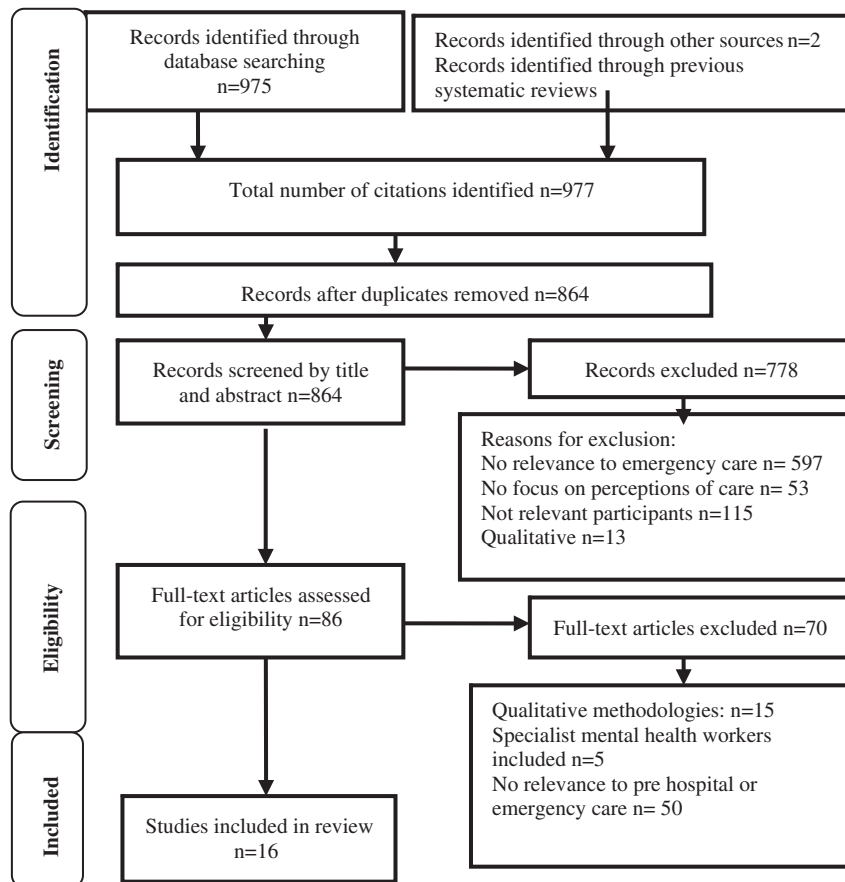 Identification
Records identified through
database searching
n=975
Records identified through other sources n=2
Records identified through previous
systematic reviews
Total number of citations identified n=977
Records after duplicates removed n=864
Screening
Records screened by title
and abstract n=864
Records excluded n=778
Reasons for exclusion:
No relevance to emergency care n= 597
No focus on perceptions of care n= 53
Not relevant participants n=115
Qualitative n=13
Eligibility
Full-text articles assessed
for eligibility n=86
Full-text articles excluded n=70
Qualitative methodologies: n=15
Specialist mental health workers
included n=5
No relevance to pre hospital or
emergency care n= 50
Included
Studies included in review
n=16